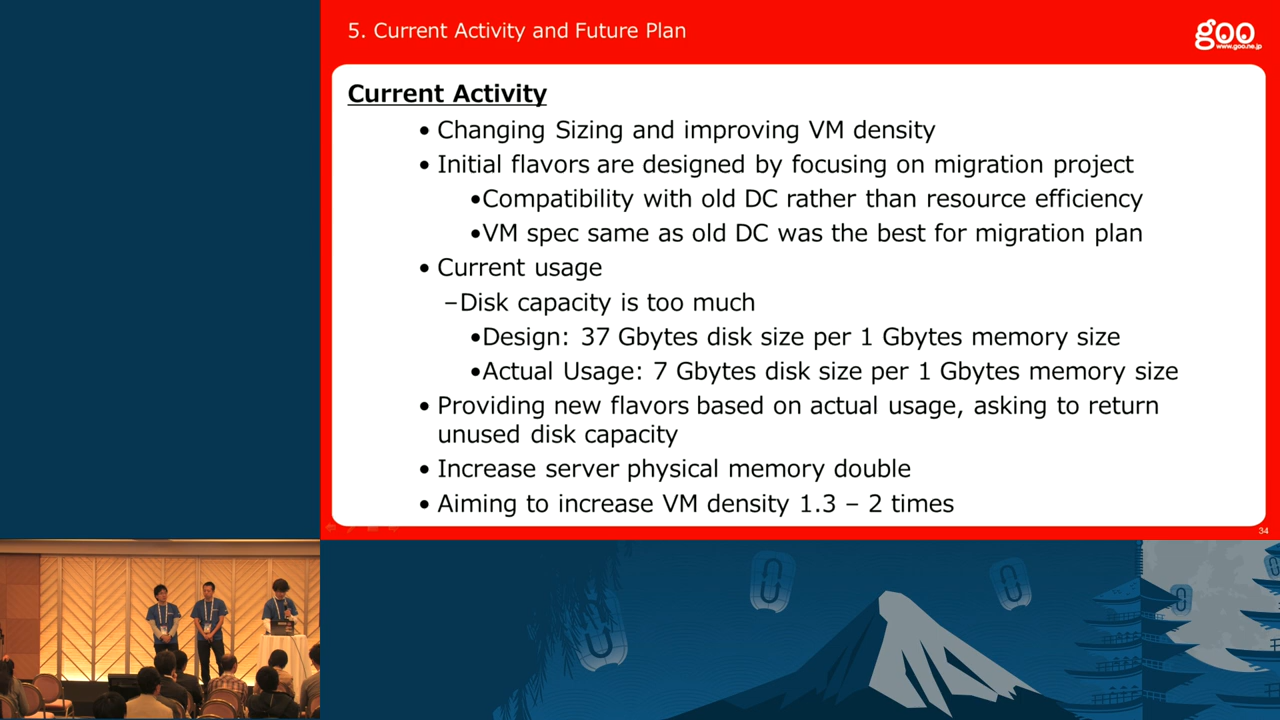 5. Current Activity and Future Plan
goo
www.goo.ne.jp
Current Activity
• Changing Sizing and improving VM density
• Initial flavors are designed by focusing on migration project
•Compatibility with old DC rather than resource efficiency
•VM spec same as old DC was the best for migration plan
• Current usage
–Disk capacity is too much
•Design: 37 Gbytes disk size per 1 Gbytes memory size
•Actual Usage: 7 Gbytes disk size per 1 Gbytes memory size
• Providing new flavors based on actual usage, asking to return
unused disk capacity
• Increase server physical memory double
• Aiming to increase VM density 1.3 – 2 times
34